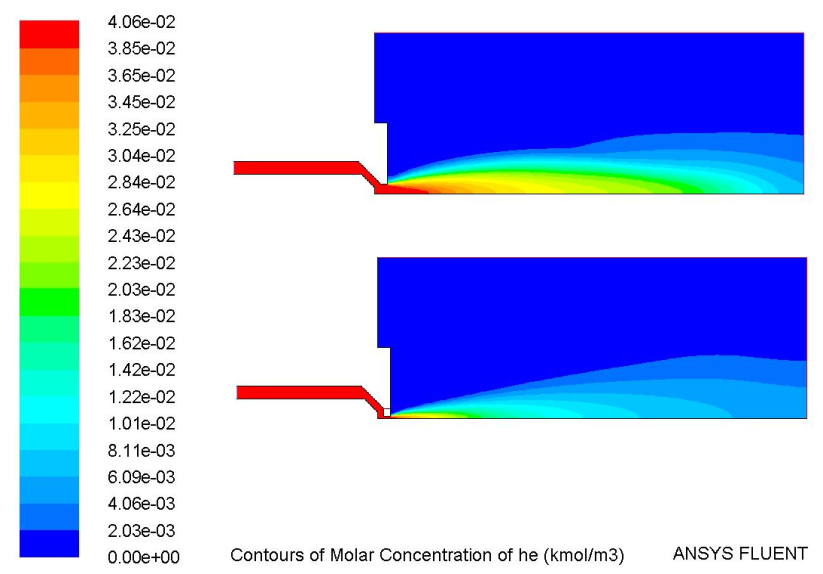 4.06e-02
3.85e-02
3.65e-02
3.45e-02
3.25e-02
3.04e-02
2.84e-02
2.64e-02
2.43e-02
2.23e-02
2.03e-02
1.83e-02
1.62e-02
1.42e-02
1.22e-02
1.01e-02
8.11e-03
6.09e-03
4.06e-03
2.03e-03
0.00e+00
Contours of Molar Concentration of he (kmol/m3)
ANSYS FLUENT